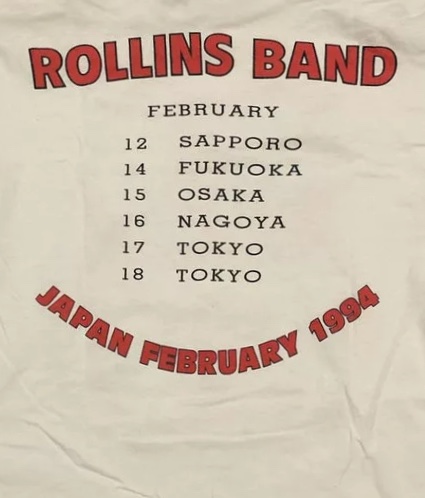 ROLLINS BAND
FEBRUARY
12 SAPPORO
14 FUKUOKA
15 OSAKA
16 NAGOYA
17 TOKYO
18 TOKYO
JAPAN FEBRUARY 1994